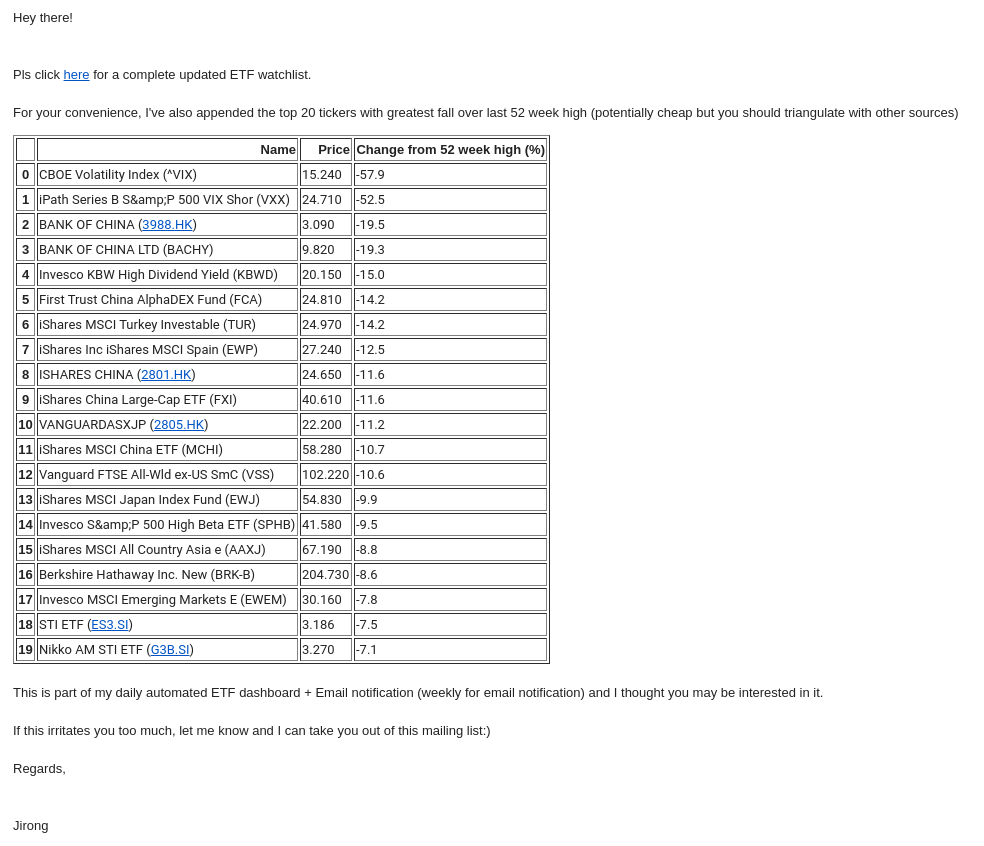 Hey there!
Pls click here for a complete updated ETF watchlist.
For your convenience, I've also appended the top 20 tickers with greatest fall over last 52 week high (potentially cheap but you should triangulate with other sources)
Name Price Change from 52 week high (%)
0 CBOE Volatility Index (^VIX) 15.240 -57.9
1 iPath Series B S&amp;P 500 VIX Shor (VXX) 24.710 -52.5
2 BANK OF CHINA (3988.HK) 3.090 -19.5
3 BANK OF CHINA LTD (BACHY) 9.820 -19.3
4 Invesco KBW High Dividend Yield (KBWD) 20.150 -15.0
5 First Trust China AlphaDEX Fund (FCA) 24.810 -14.2
6 iShares MSCI Turkey Investable (TUR) 24.970 -14.2
7 iShares Inc iShares MSCI Spain (EWP) 27.240 -12.5
8 ISHARES CHINA (2801.HK) 24.650 -11.6
9 iShares China Large-Cap ETF (FXI) 40.610 -11.6
10 VANGUARDASXJP (2805.HK) 22.200 -11.2
11 iShares MSCI China ETF (MCHI) 58.280 -10.7
12 Vanguard FTSE All-Wld ex-US SmC (VSS) 102.220 -10.6
13 iShares MSCI Japan Index Fund (EWJ) 54.830 -9.9
14 Invesco S&amp;P 500 High Beta ETF (SPHB) 41.580 -9.5
15 iShares MSCI All Country Asia e (AAXJ) 67.190 -8.8
16 Berkshire Hathaway Inc. New (BRK-B) 204.730 -8.6
17 Invesco MSCI Emerging Markets E (EWEM) 30.160 -7.8
18 STI ETF (ES3.SI) 3.186 -7.5
19 Nikko AM STI ETF (G3B.SI) 3.270 -7.1
This is part of my daily automated ETF dashboard + Email notification (weekly for email notification) and I thought you may be interested in it.
If this irritates you too much, let me know and I can take you out of this mailing list:)
Regards,
Jirong